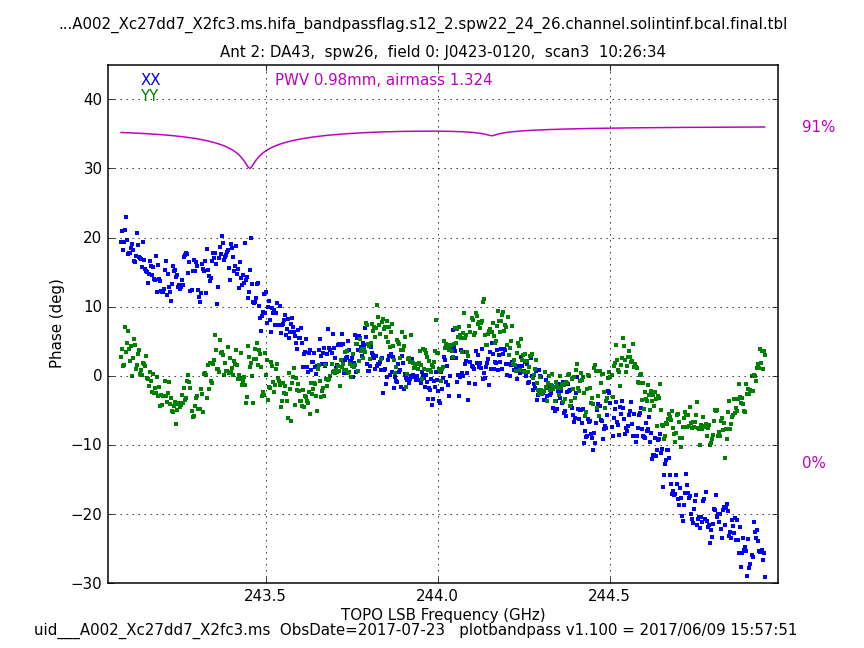 ...A002_Xc27dd7_X2fc3.ms.hifa_bandpassflag.s12_2.spw22_24_26.channel.solintinf.bcal.final.tbl
Ant 2: DA43,  spw26,  field 0: J0423-0120,  scan3  10:26:34
XX
YY
PWV 0.98mm, airmass 1.324
91%
0%
40
30
20
10
0
−10
−20
−30
Phase (deg)
243.5 244.0 244.5
TOPO LSB Frequency (GHz)
uid___A002_Xc27dd7_X2fc3.ms  ObsDate=2017-07-23   plotbandpass v1.100 = 2017/06/09 15:57:51